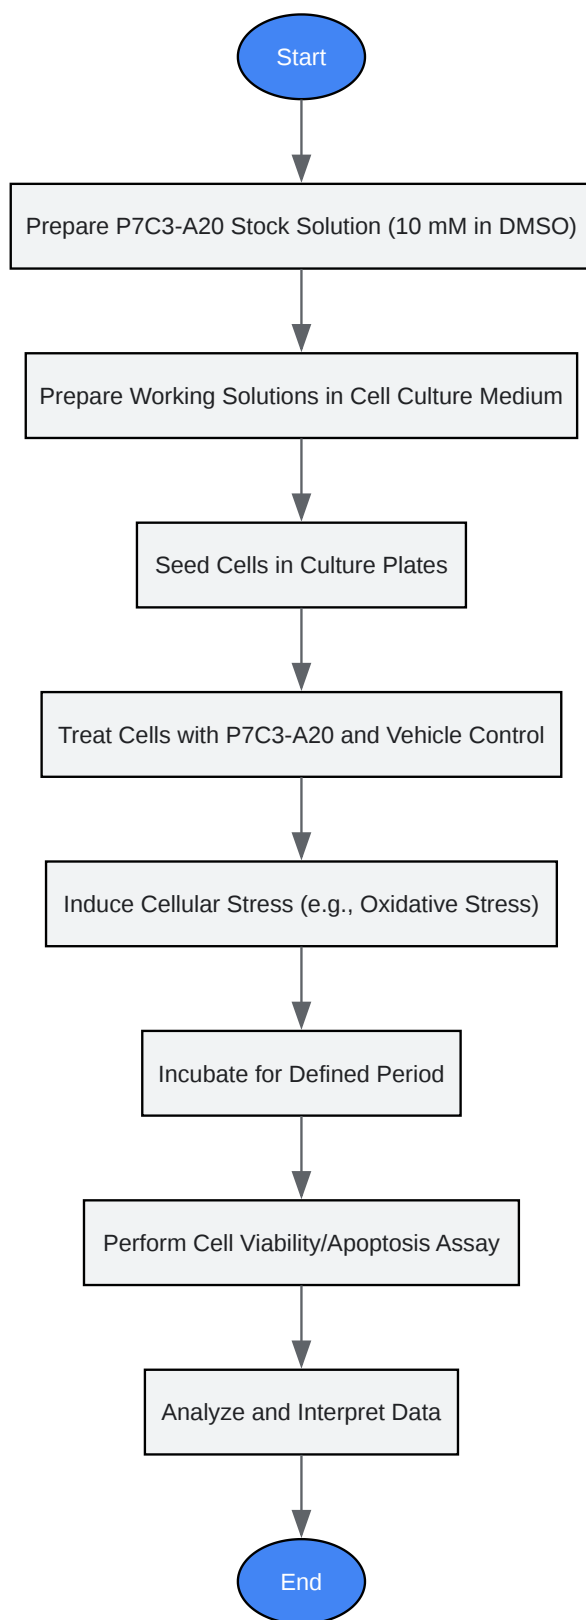 Start
Prepare P7C3-A20 Stock Solution (10 mM in DMSO)
Prepare Working Solutions in Cell Culture Medium
Seed Cells in Culture Plates
Treat Cells with P7C3-A20 and Vehicle Control
Induce Cellular Stress (e.g., Oxidative Stress)
Incubate for Defined Period
Perform Cell Viability/Apoptosis Assay
Analyze and Interpret Data
End